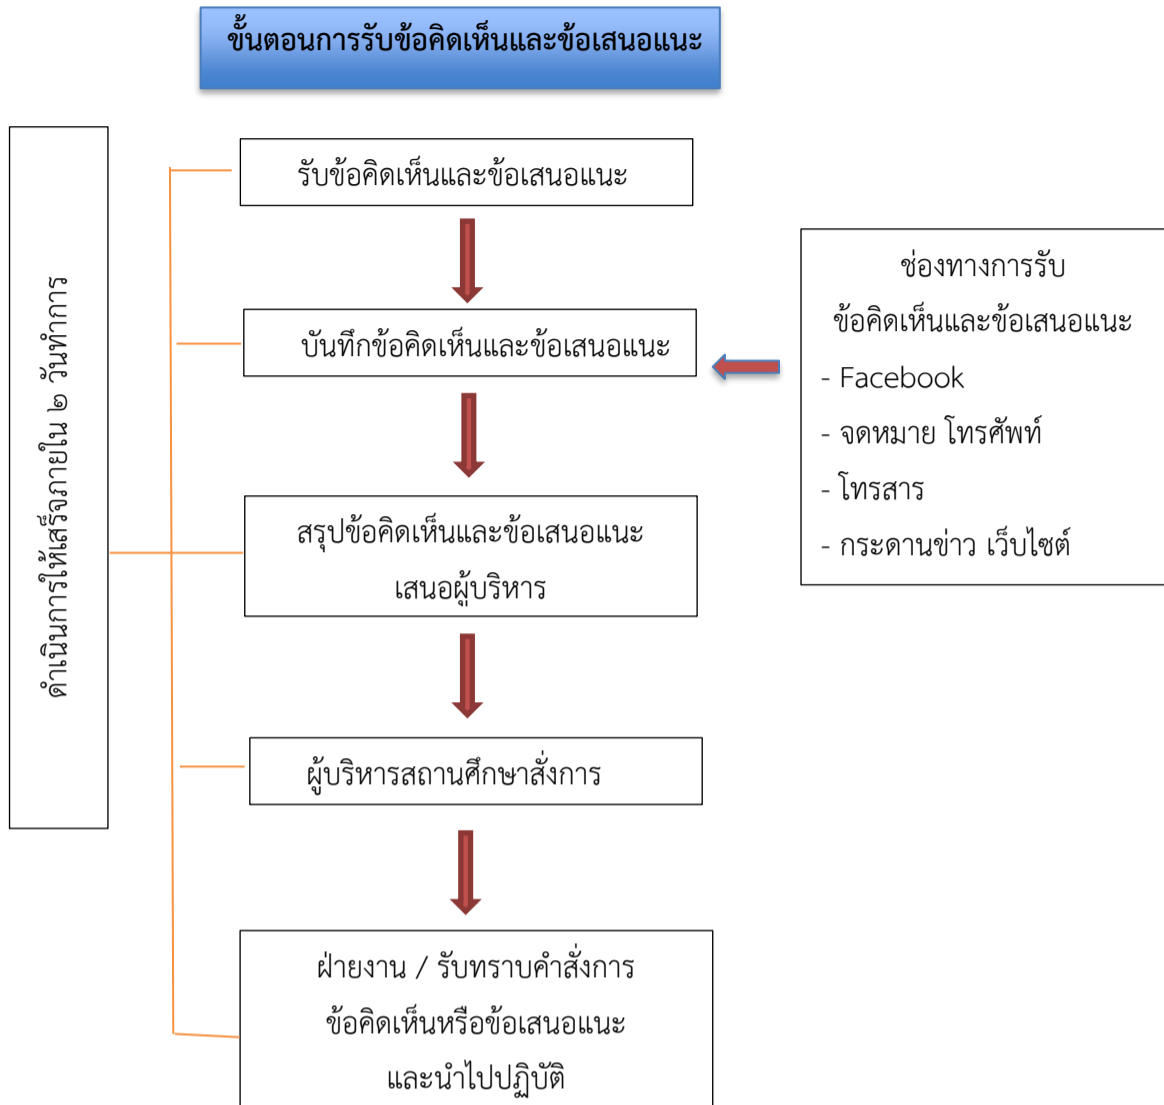 ขั้นตอนการรับข้อคิดเห็นและข้อเสนอแนะ
ดำเนินการให้เสร็จภายใน ๒ วันทำการ
รับข้อคิดเห็นและข้อเสนอแนะ
บันทึกข้อคิดเห็นและข้อเสนอแนะ
สรุปข้อคิดเห็นและข้อเสนอแนะ
เสนอผู้บริหาร
ผู้บริหารสถานศึกษาสั่งการ
ฝ่ายงาน / รับทราบคำสั่งการ
ข้อคิดเห็นหรือข้อเสนอแนะ
และนำไปปฏิบัติ
ช่องทางการรับ
ข้อคิดเห็นและข้อเสนอแนะ
- Facebook
- จดหมาย โทรศัพท์
- โทรสาร
- กระดานข่าว เว็บไซต์